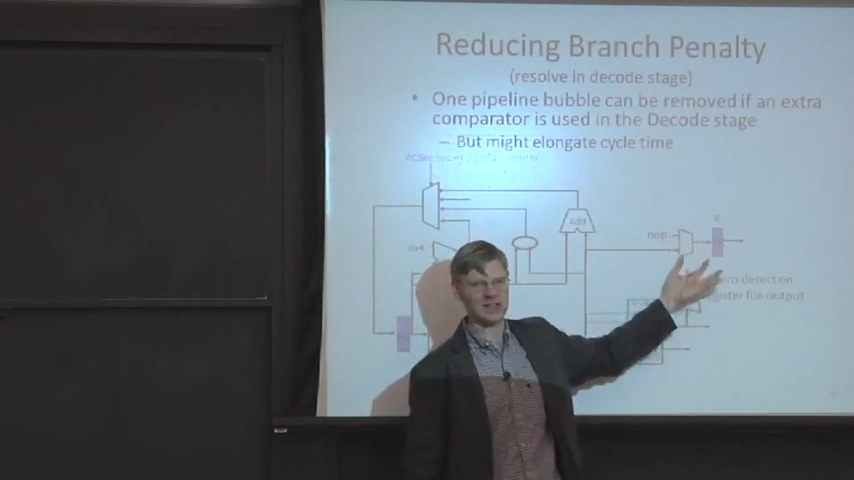 Reducing Branch Penalty
(resolve in decode stage)
• One pipeline bubble can be removed if an extra
comparator is used in the Decode stage
– But might elongate cycle time
Add
nop
0x4
detect on
register file output